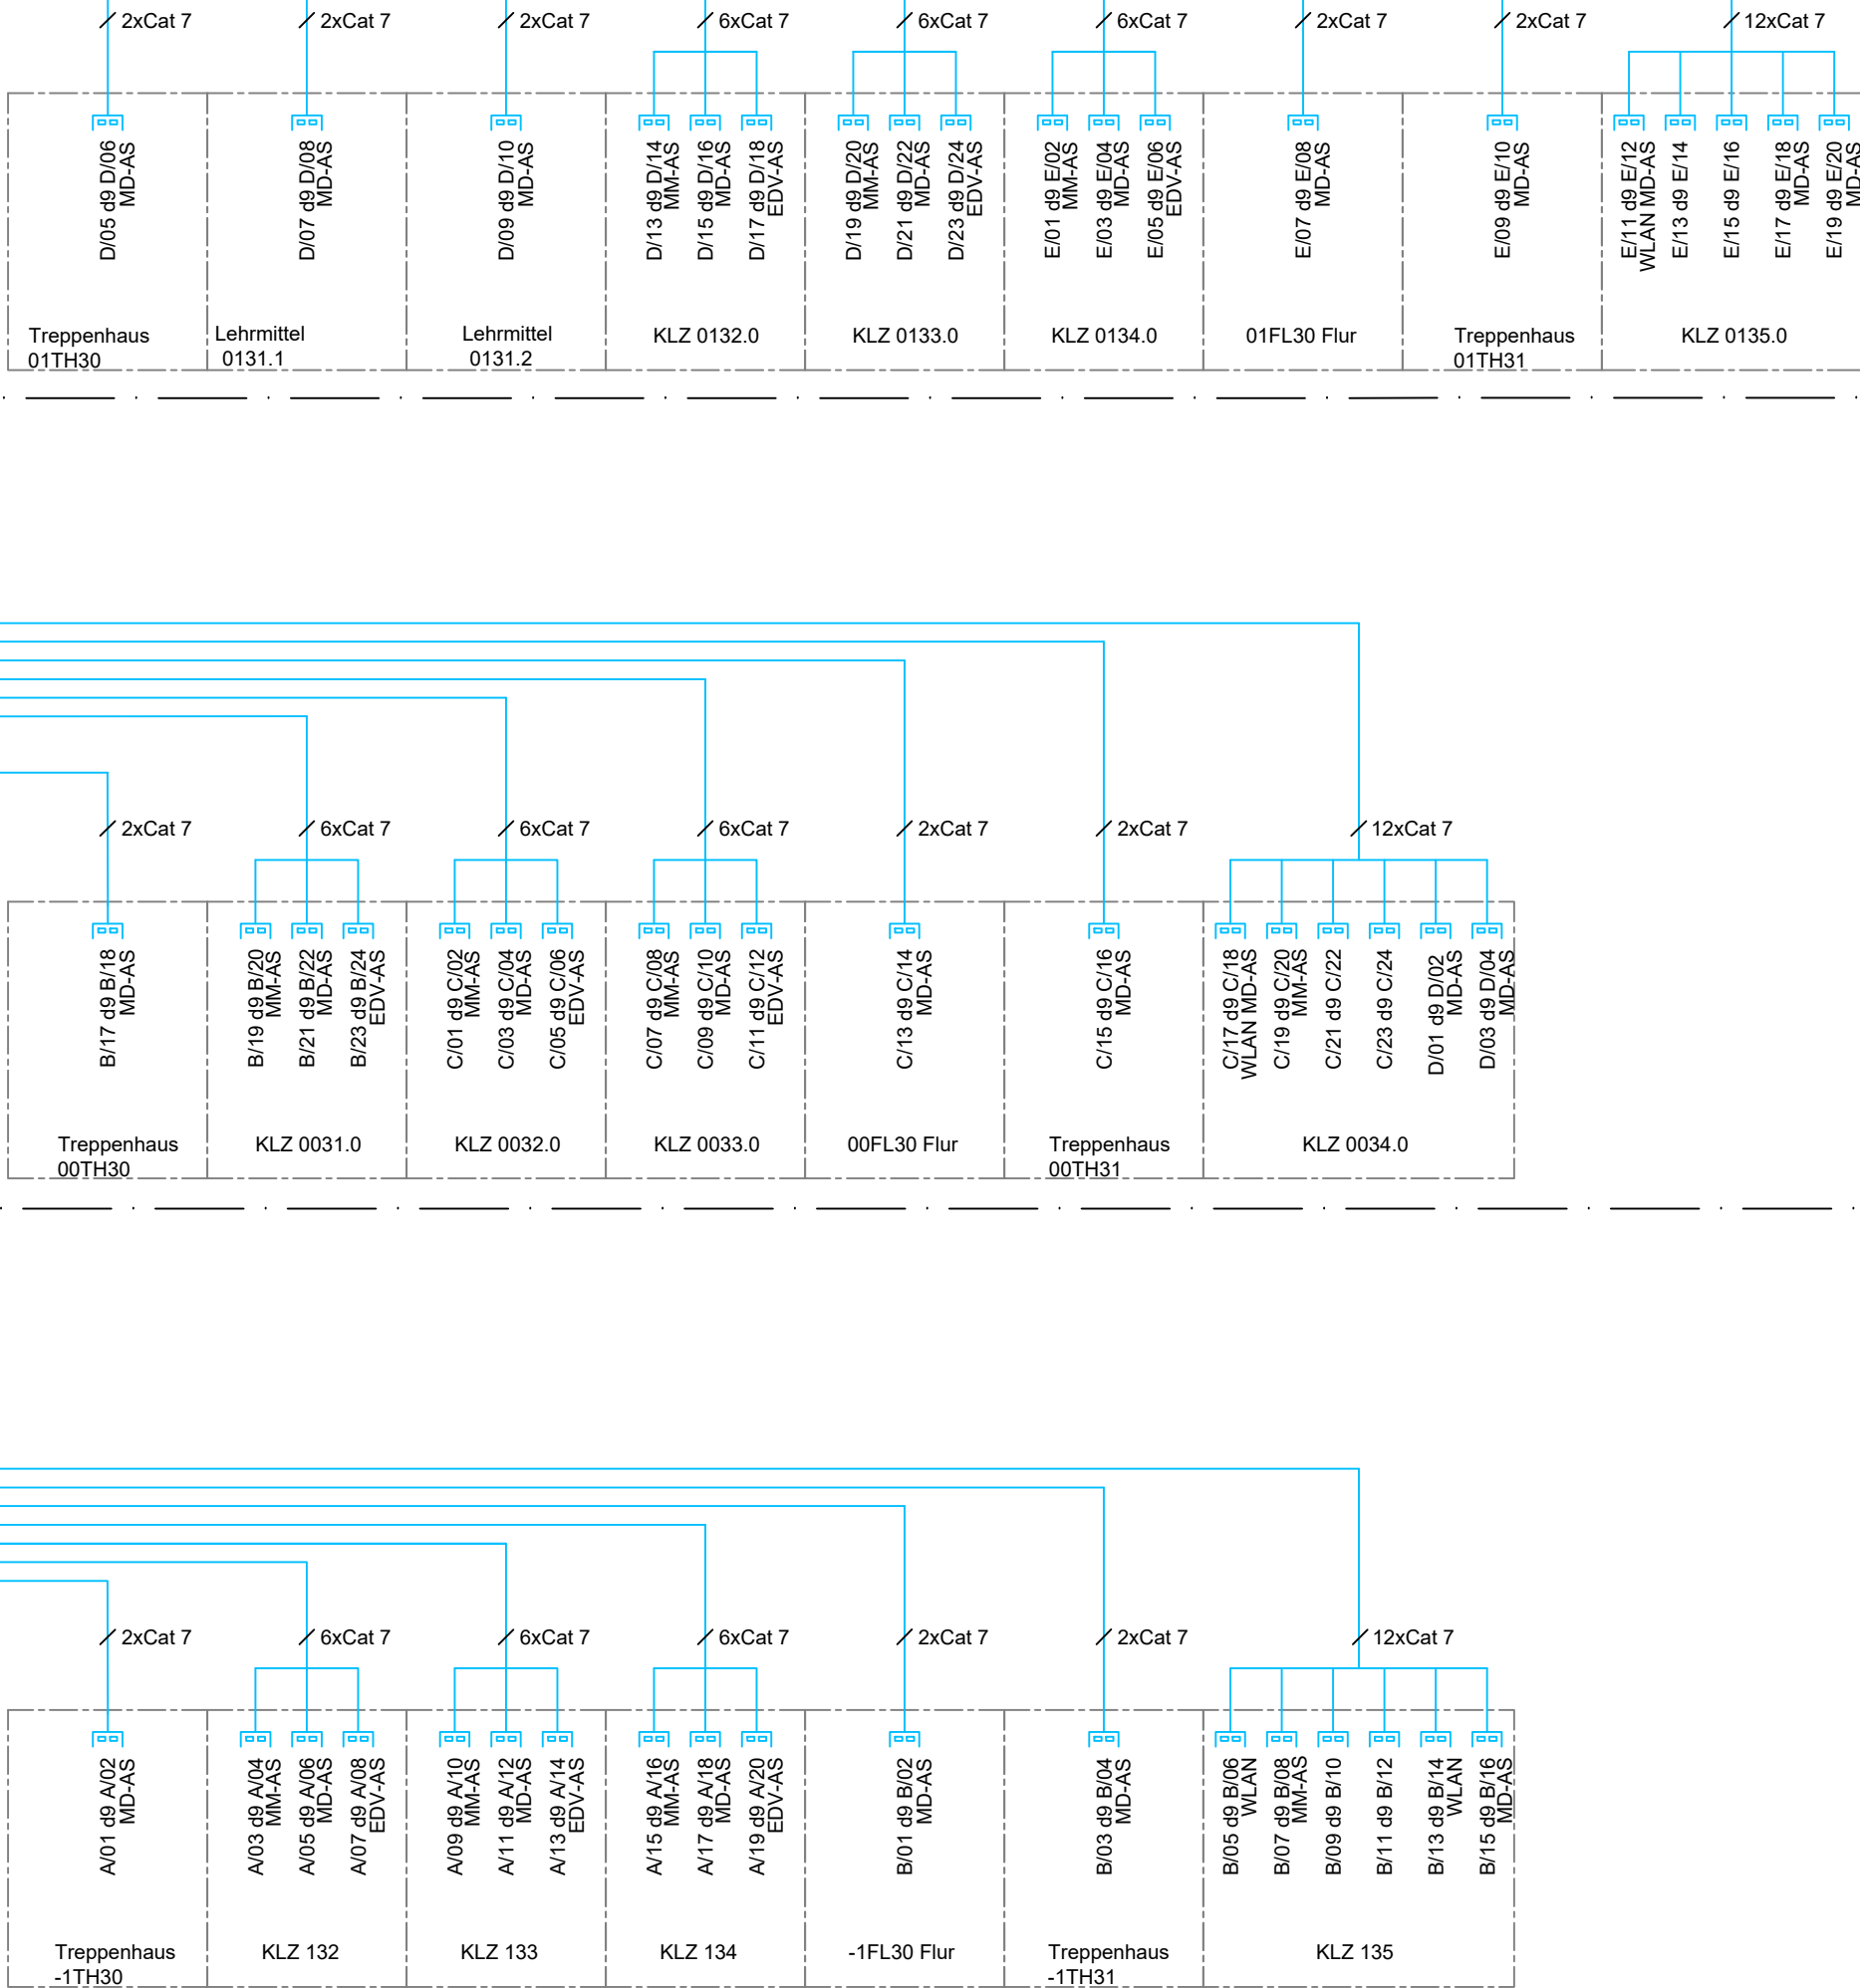 2xCat 7
2xCat 7
2xCat 7
6xCat 7
6xCat 7
6xCat 7
2xCat 7
2xCat 7
12xCat 7
D/05 d9 D/06
MD-AS
D/07 d9 D/08
MD-AS
D/09 d9 D/10
MD-AS
D/13 d9 D/14
MM-AS
D/15 d9 D/16
MD-AS
D/17 d9 D/18
EDV-AS
D/19 d9 D/20
MM-AS
D/21 d9 D/22
MD-AS
D/23 d9 D/24
EDV-AS
E/01 d9 E/02
MM-AS
E/03 d9 E/04
MD-AS
E/05 d9 E/06
EDV-AS
E/07 d9 E/08
MD-AS
E/09 d9 E/10
MD-AS
E/11 d9 E/12
WLAN MD-AS
E/13 d9 E/14
E/15 d9 E/16
E/17 d9 E/18
MD-AS
E/19 d9 E/20
MD-AS
Treppenhaus
01TH30
Lehrmittel
0131.1
Lehrmittel
0131.2
KLZ 0132.0
KLZ 0133.0
KLZ 0134.0
01FL30 Flur
Treppenhaus
01TH31
KLZ 0135.0
2xCat 7
6xCat 7
6xCat 7
6xCat 7
2xCat 7
2xCat 7
12xCat 7
B/17 d9 B/18
MD-AS
B/19 d9 B/20
MM-AS
B/21 d9 B/22
MD-AS
B/23 d9 B/24
EDV-AS
C/01 d9 C/02
MM-AS
C/03 d9 C/04
MD-AS
C/05 d9 C/06
EDV-AS
C/07 d9 C/08
MM-AS
C/09 d9 C/10
MD-AS
C/11 d9 C/12
EDV-AS
C/13 d9 C/14
MD-AS
C/15 d9 C/16
MD-AS
C/17 d9 C/18
WLAN MD-AS
C/19 d9 C/20
MM-AS
C/21 d9 C/22
C/23 d9 C/24
D/01 d9 D/02
MD-AS
D/03 d9 D/04
MD-AS
Treppenhaus
00TH30
KLZ 0031.0
KLZ 0032.0
KLZ 0033.0
00FL30 Flur
Treppenhaus
00TH31
KLZ 0034.0
2xCat 7
6xCat 7
6xCat 7
6xCat 7
2xCat 7
2xCat 7
12xCat 7
A/01 d9 A/02
MD-AS
A/03 d9 A/04
MM-AS
A/05 d9 A/06
MD-AS
A/07 d9 A/08
EDV-AS
A/09 d9 A/10
MM-AS
A/11 d9 A/12
MD-AS
A/13 d9 A/14
EDV-AS
A/15 d9 A/16
MM-AS
A/17 d9 A/18
MD-AS
A/19 d9 A/20
EDV-AS
B/01 d9 B/02
MD-AS
B/03 d9 B/04
MD-AS
B/05 d9 B/06
WLAN
B/07 d9 B/08
MM-AS
B/09 d9 B/10
B/11 d9 B/12
B/13 d9 B/14
WLAN
B/15 d9 B/16
MD-AS
Treppenhaus
-1TH30
KLZ 132
KLZ 133
KLZ 134
-1FL30 Flur
Treppenhaus
-1TH31
KLZ 135